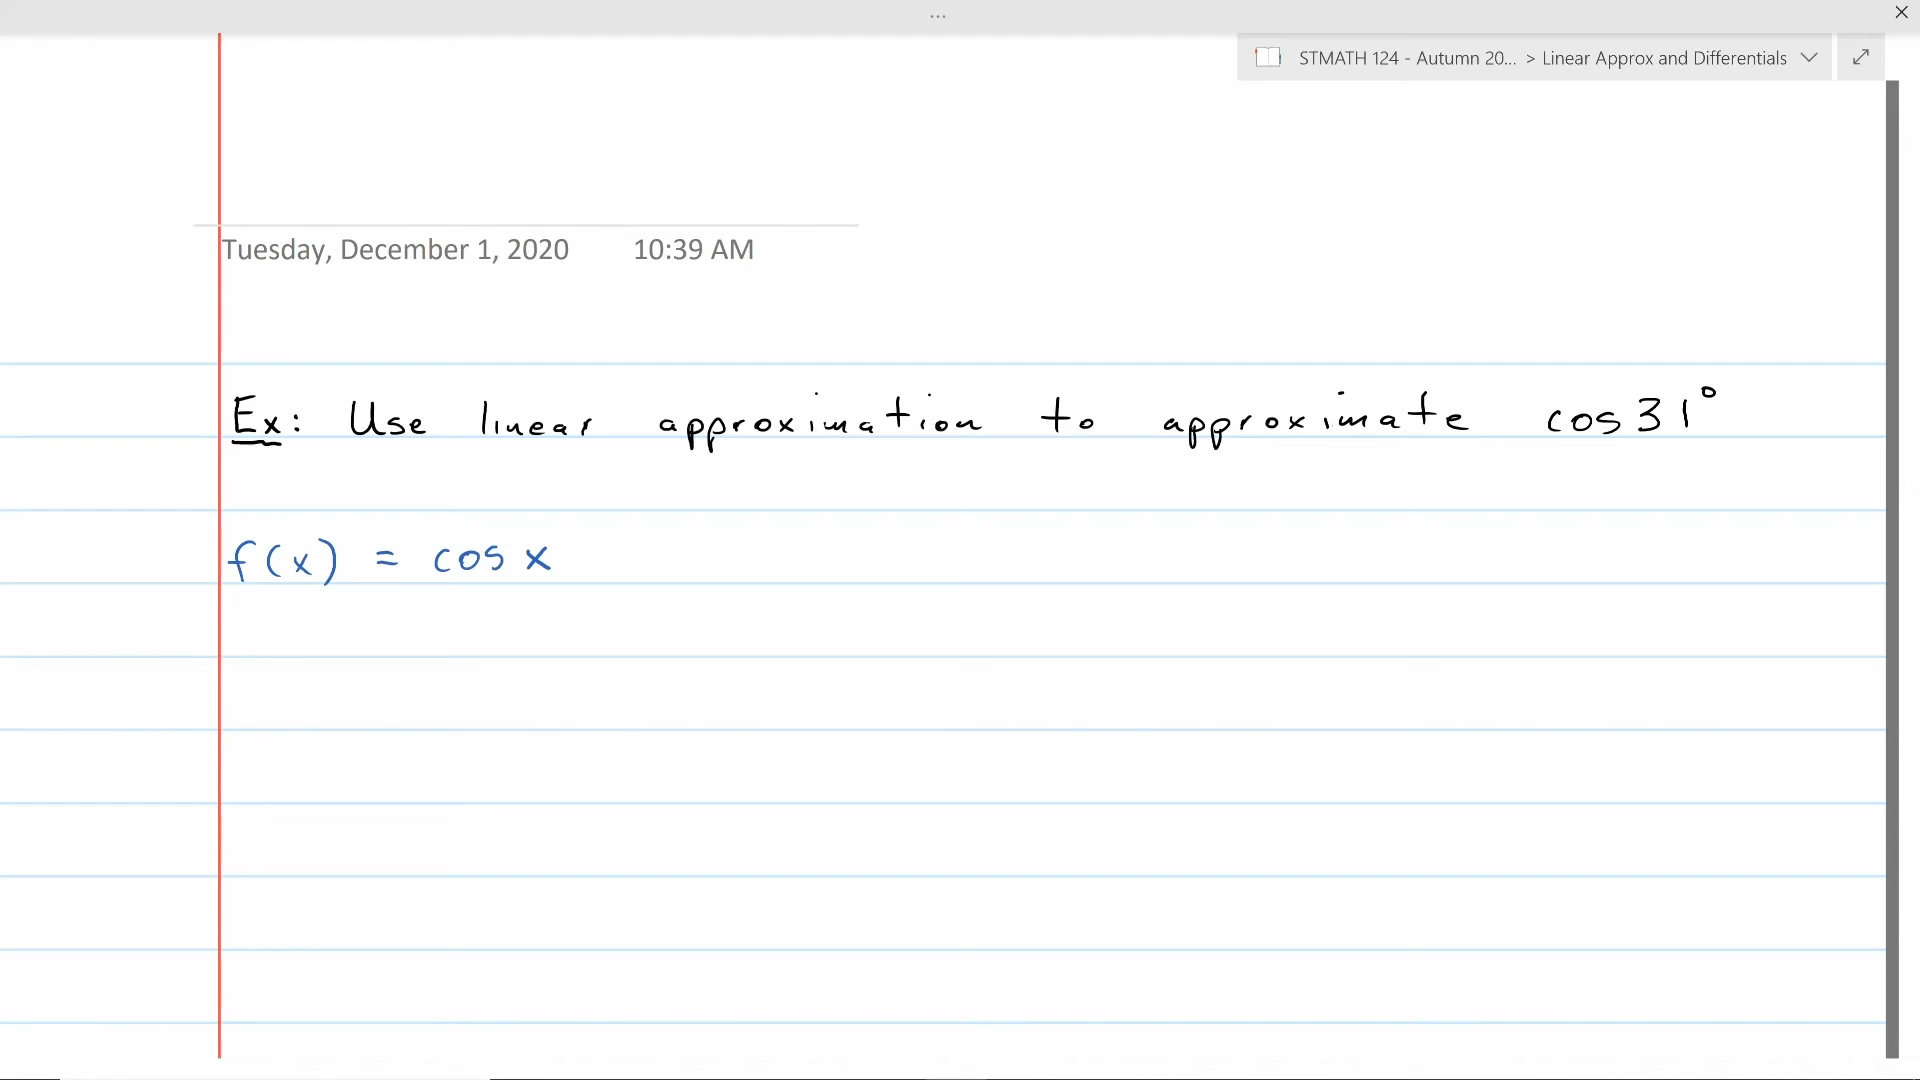 ...
STMATH 124 - Autumn 20... > Linear Approx and Differentials
Tuesday, December 1, 2020 10:39 AM
Ex: Use linear approximation to approximate cos 31°
f(x) = cos x